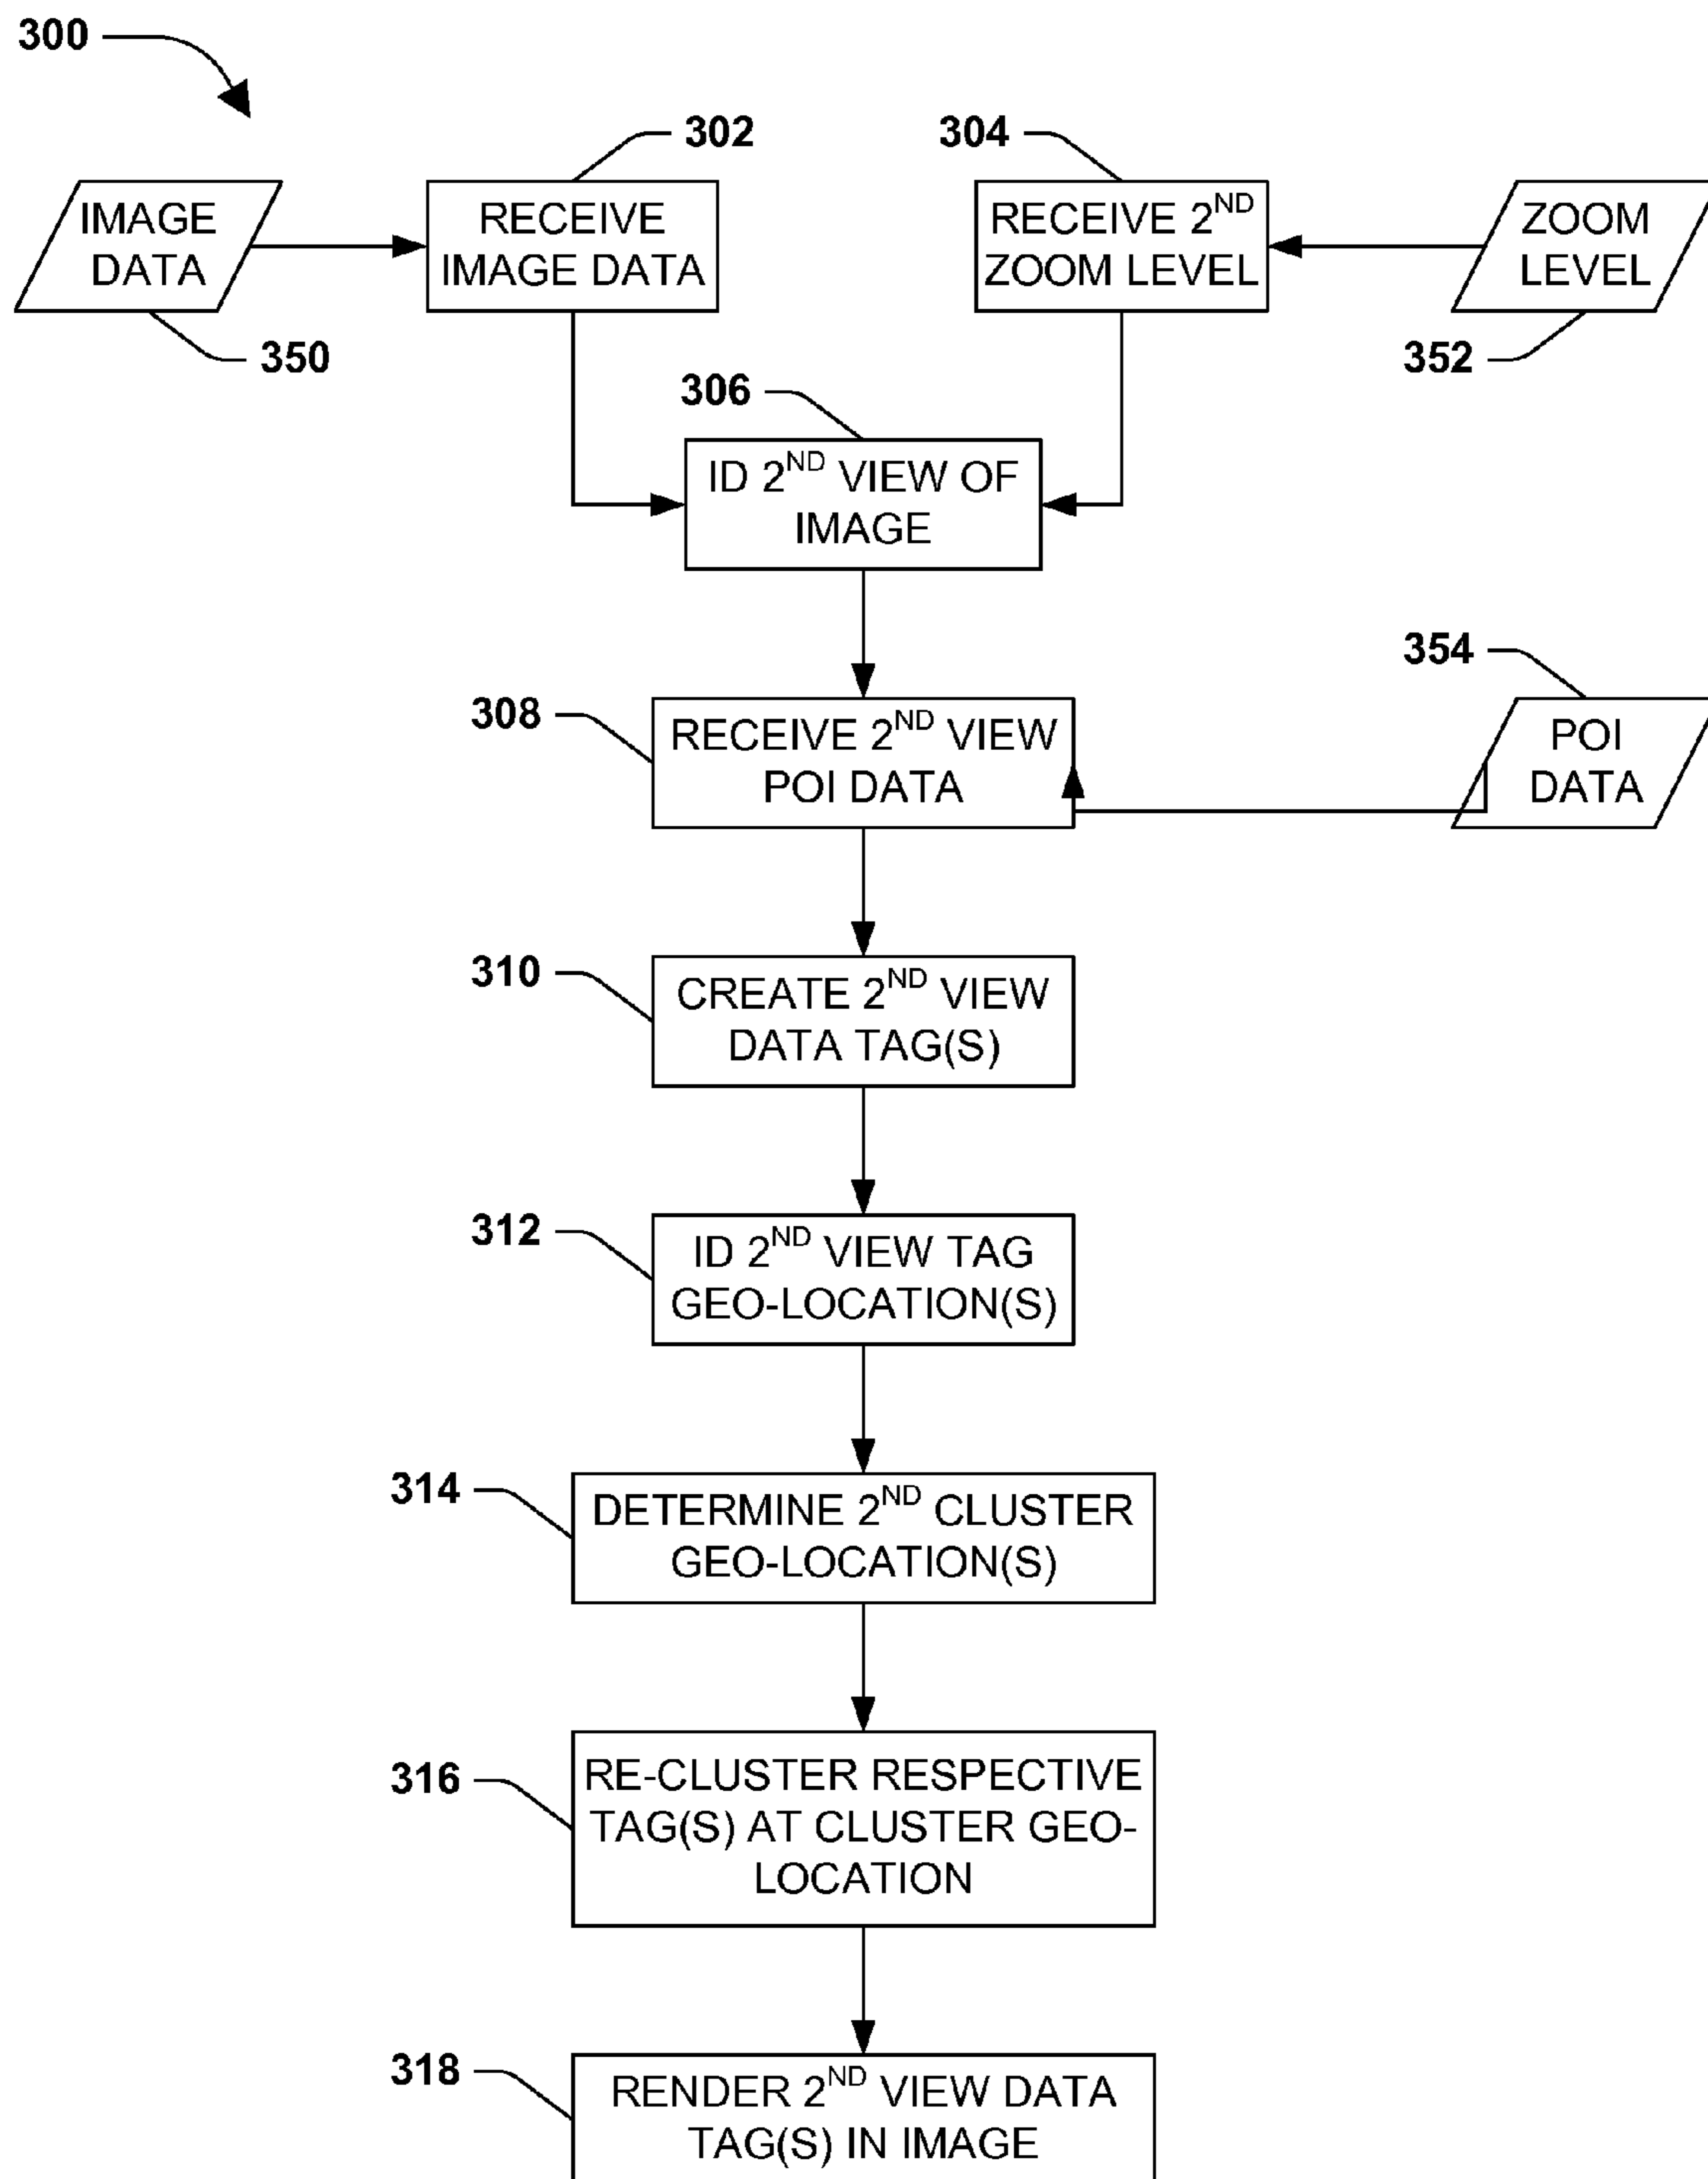 300
302
304
IMAGE
DATA
RECEIVE
IMAGE DATA
RECEIVE 2ND
ZOOM LEVEL
ZOOM
LEVEL
350
352
306
ID 2ND VIEW OF
IMAGE
354
308
RECEIVE 2ND VIEW
POI DATA
POI
DATA
310
CREATE 2ND VIEW
DATA TAG(S)
312
ID 2ND VIEW TAG
GEO-LOCATION(S)
314
DETERMINE 2ND CLUSTER
GEO-LOCATION(S)
316
RE-CLUSTER RESPECTIVE
TAG(S) AT CLUSTER GEO-
LOCATION
318
RENDER 2ND VIEW DATA
TAG(S) IN IMAGE